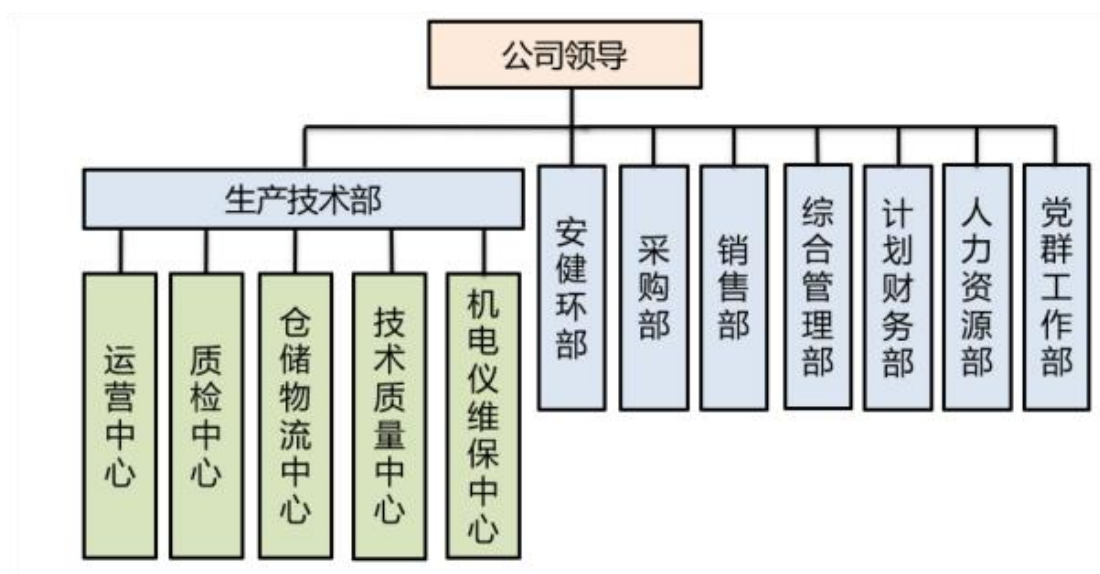 公司领导
生产技术部
安健环部
采购部
销售部
综合管理部
计划财务部
人力资源部
党群工作部
运营中心
质检中心
仓储物流中心
技术质量中心
机电仪维保中心